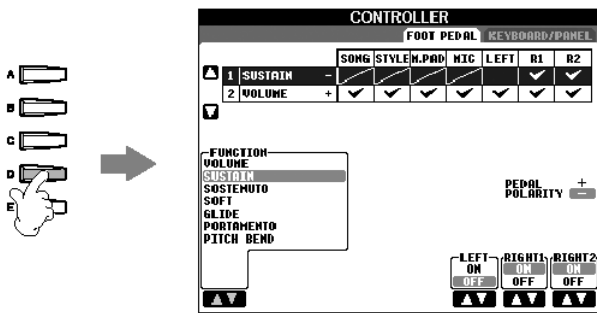 CONTROLLER
FOOT PEDAL KEYBOARD/PANEL
SONG STYLE M.PAD MIC LEFT R1 R2
1 SUSTAIN -
2 VOLUME +
A
B
C
D
E
FUNCTION
VOLUME
SUSTAIN
SOSTENUTO
SOFT
GLIDE
PORTAMENTO
PITCH BEND
PEDAL POLARITY + -
LEFT RIGHT1 RIGHT2
ON ON ON
OFF OFF OFF